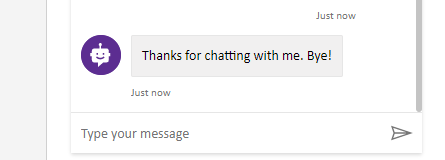 Just now
Thanks for chatting with me. Bye!
Just now
Type your message